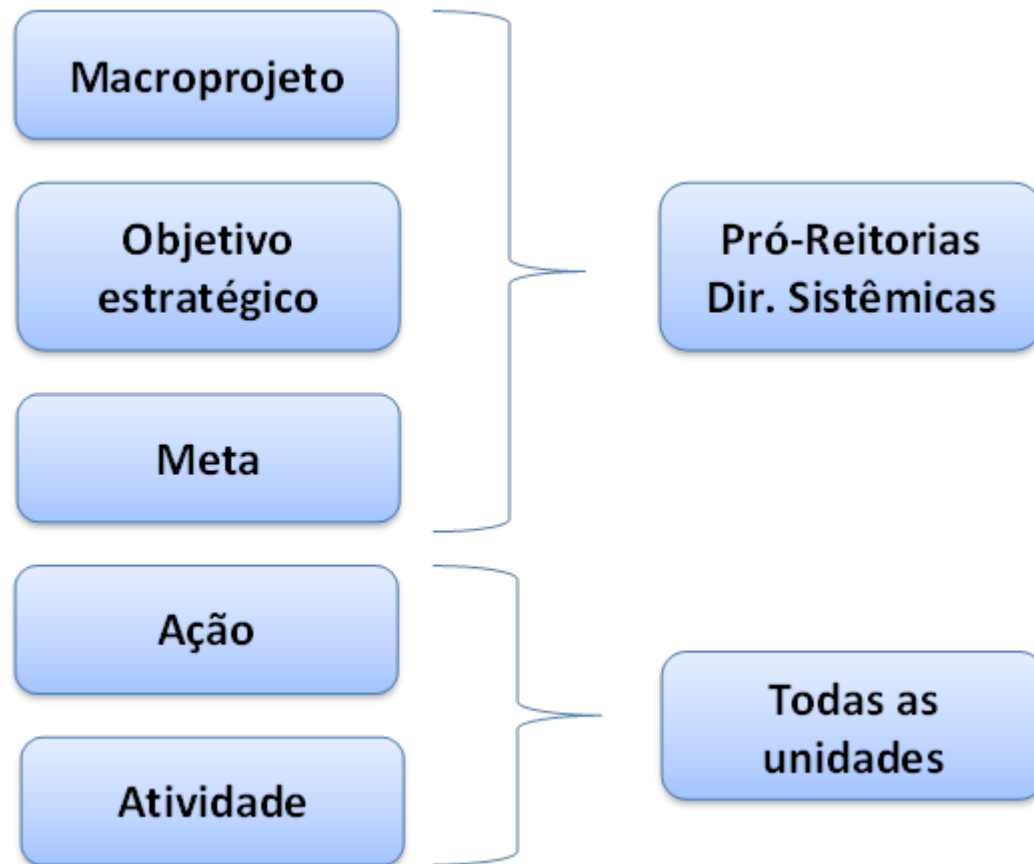 Macroprojeto
Objetivo
estratégico
Meta
Pró-Reitorias
Dir. Sistêmicas
Ação
Atividade
Todas as
unidades